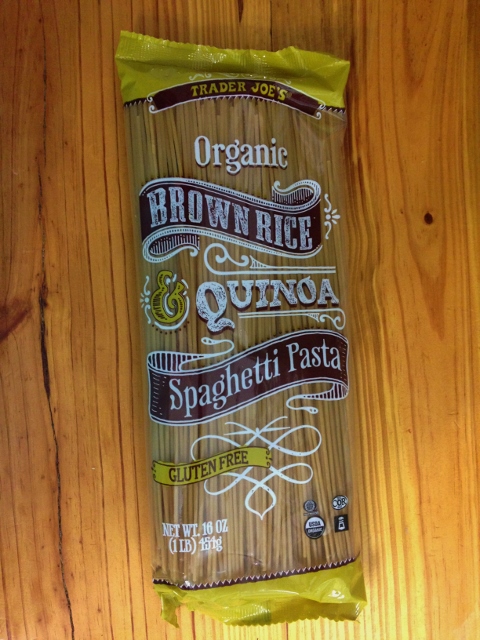 TRADER JOE'S
Organic
BROWN RICE
& QUINOA
Spaghetti Pasta
GLUTEN FREE
NET WT. 16 OZ
(1 LB) 454g
USDA
ORGANIC